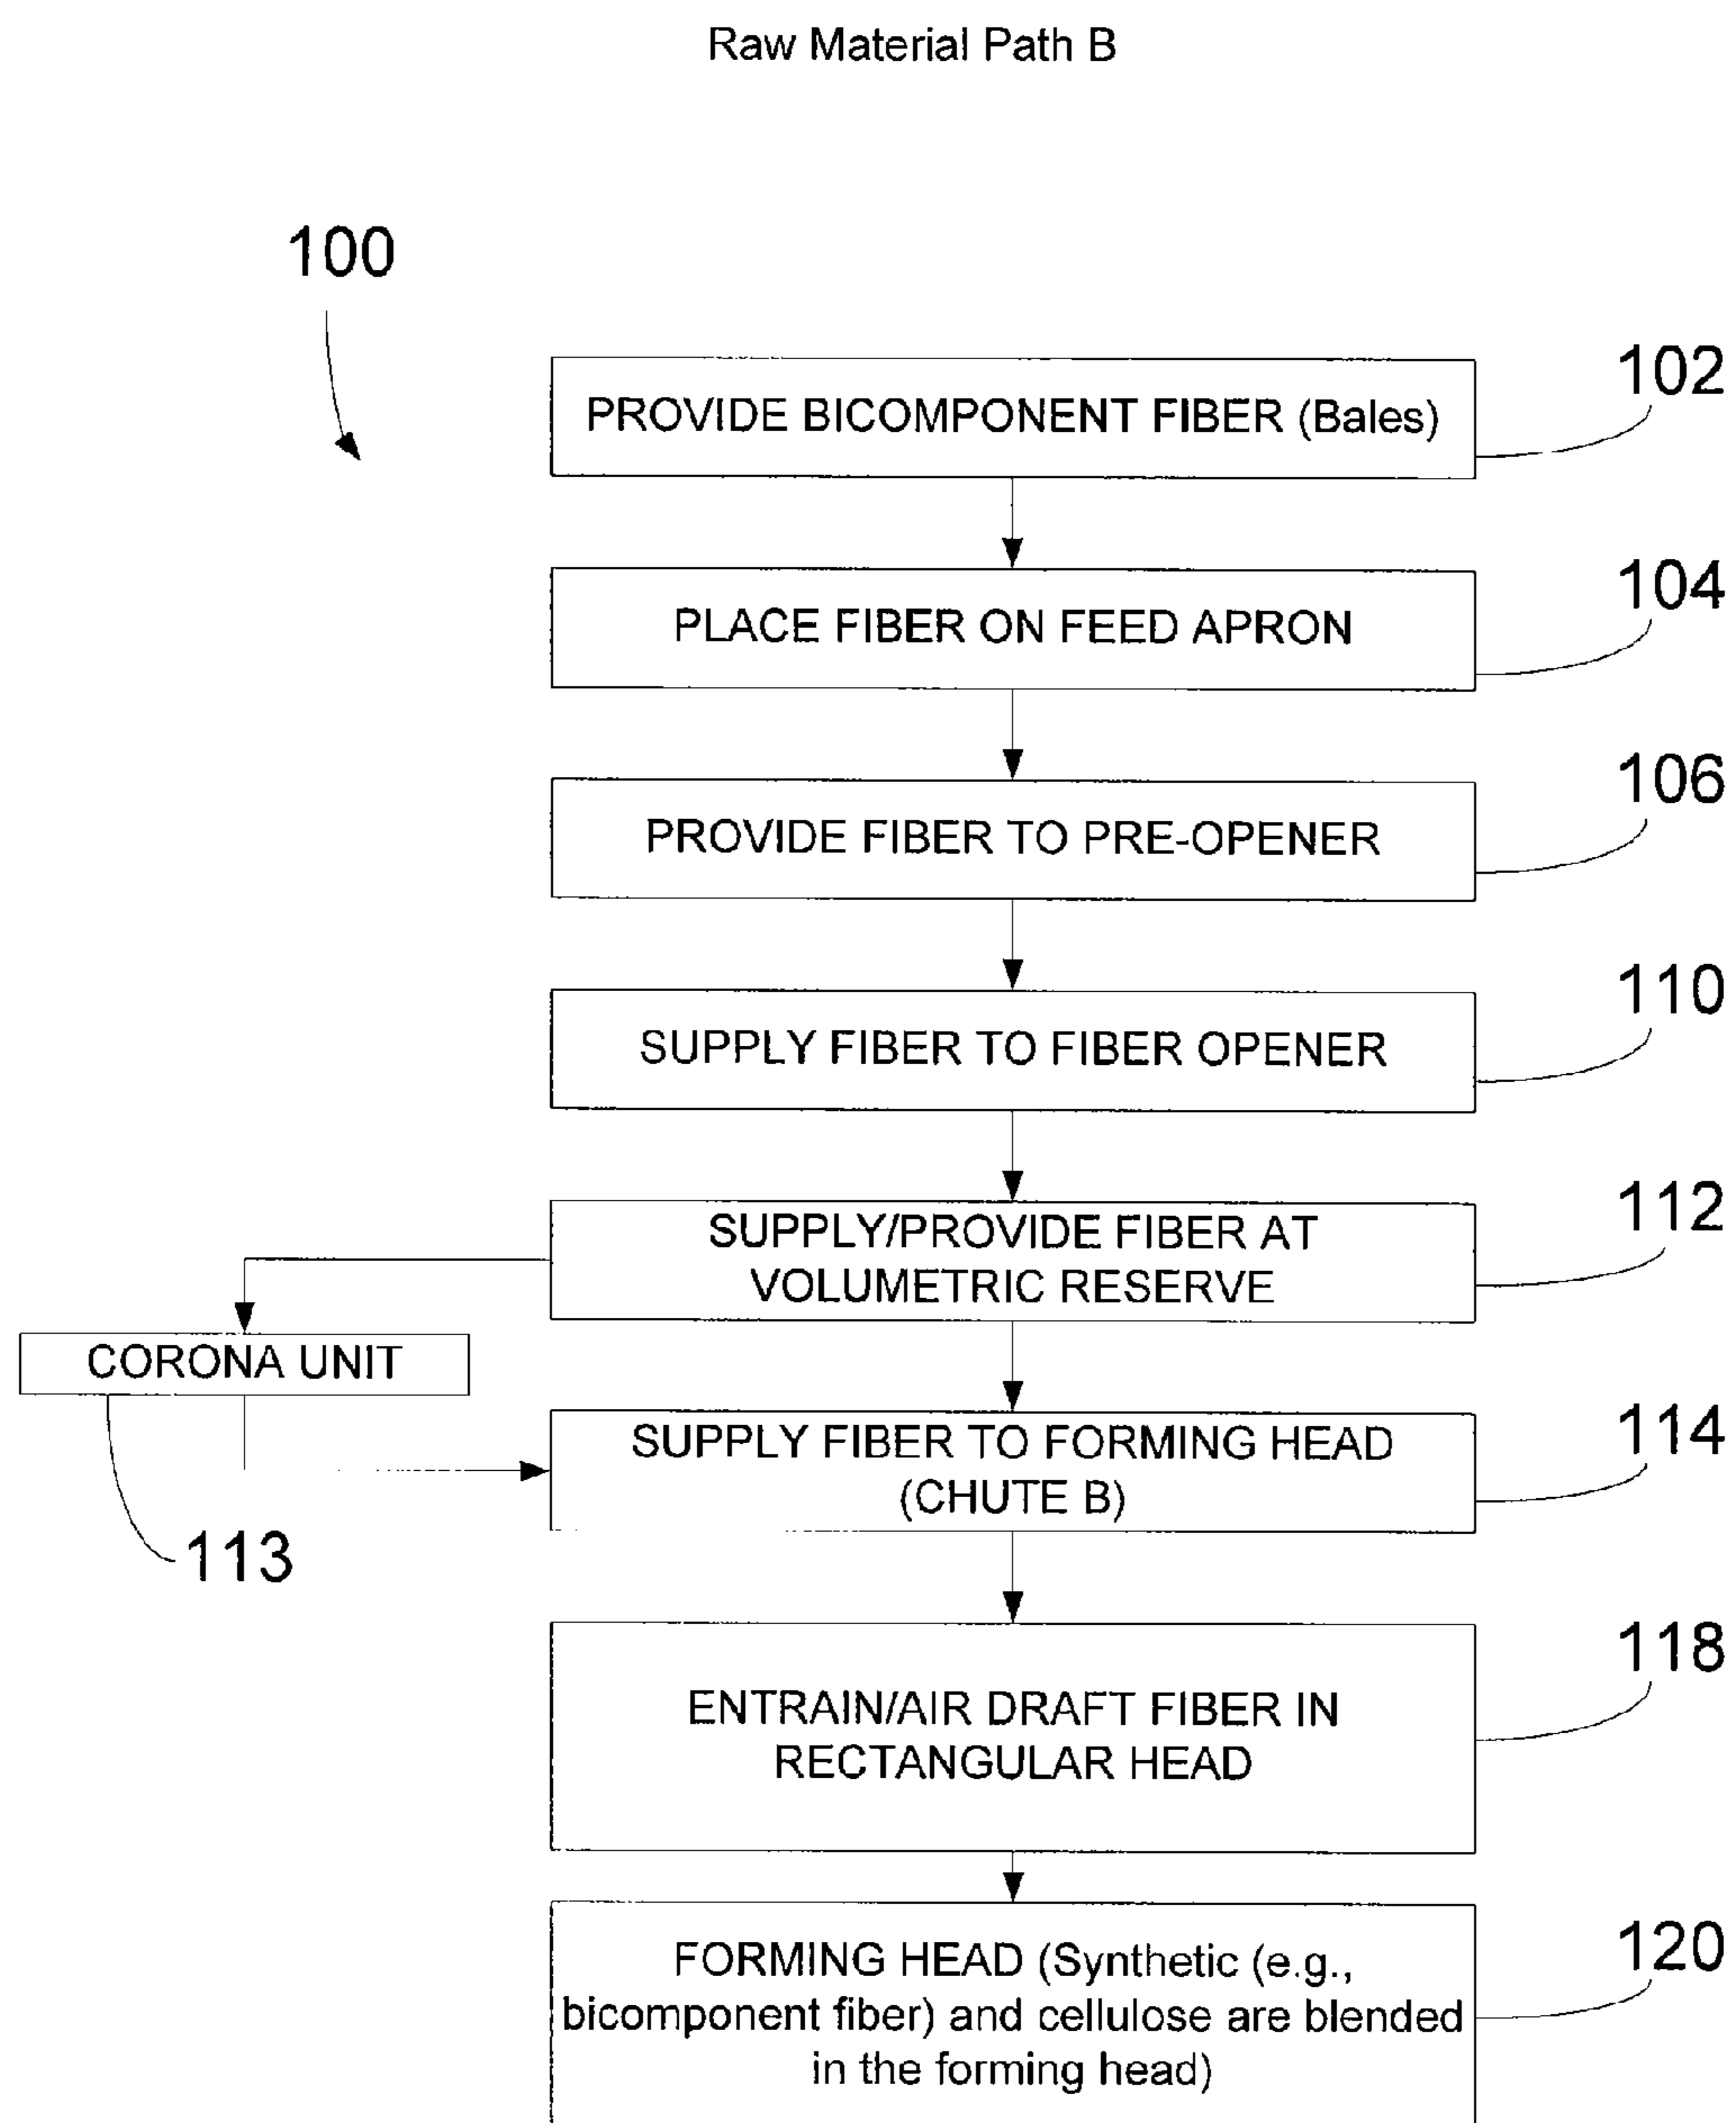 Raw Material Path B
100
PROVIDE BICOMPONENT FIBER (Bales)
102
PLACE FIBER ON FEED APRON
104
PROVIDE FIBER TO PRE-OPENER
106
SUPPLY FIBER TO FIBER OPENER
110
SUPPLY/PROVIDE FIBER AT
VOLUMETRIC RESERVE
112
CORONA UNIT
113
SUPPLY FIBER TO FORMING HEAD
(CHUTE B)
114
ENTRAIN/AIR DRAFT FIBER IN
RECTANGULAR HEAD
118
FORMING HEAD (Synthetic (e.g.,
bicomponent fiber) and cellulose are blended
in the forming head)
120